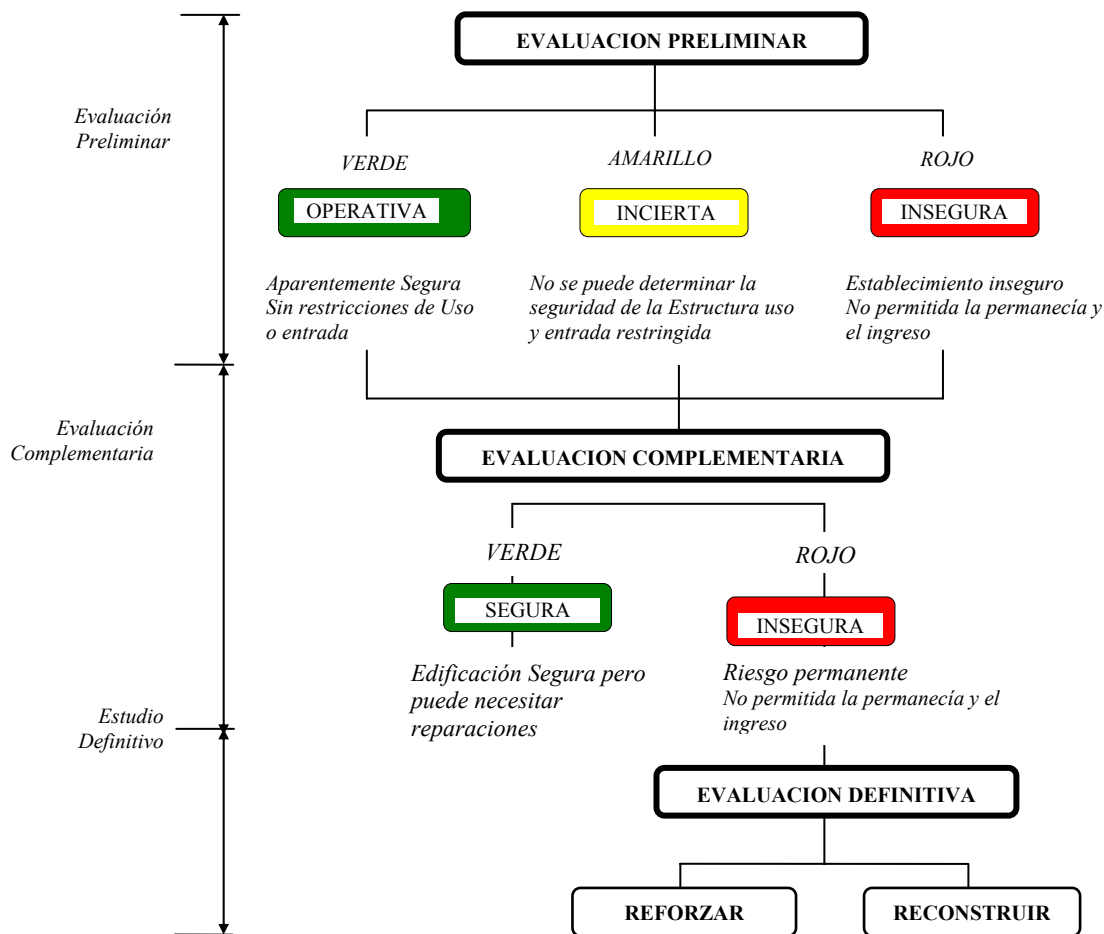 EVALUACION PRELIMINAR
Evaluación
Preliminar
VERDE
AMARILLO
ROJO
OPERATIVA
INCIERTA
INSEGURA
Aparentemente Segura
Sin restricciones de Uso
o entrada
No se puede determinar la
seguridad de la Estructura uso
y entrada restringida
Establecimiento inseguro
No permitida la permanecía y
el ingreso
Evaluación
Complementaria
EVALUACION COMPLEMENTARIA
VERDE
ROJO
SEGURA
INSEGURA
Edificación Segura pero
puede necesitar
reparaciones
Riesgo permanente
No permitida la permanecía y el
ingreso
Estudio
Definitivo
EVALUACION DEFINITIVA
REFORZAR
RECONSTRUIR